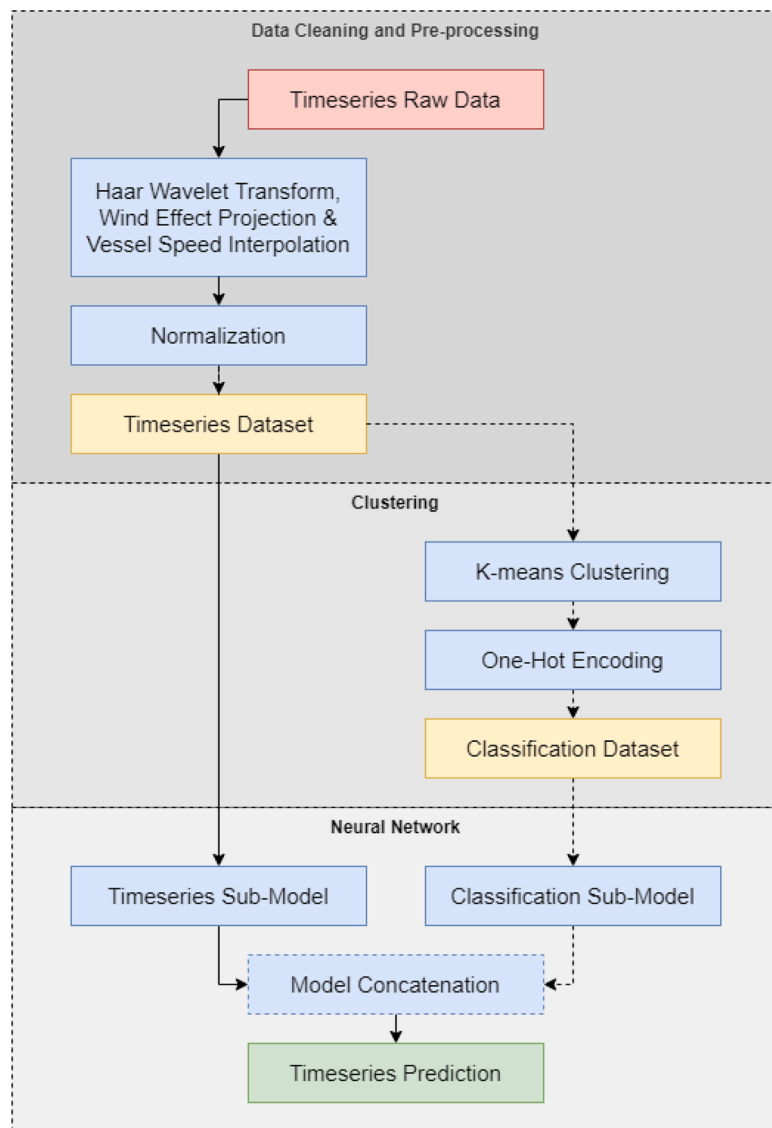 Data Cleaning and Pre-processing
Timeseries Raw Data
Haar Wavelet Transform,
Wind Effect Projection &
Vessel Speed Interpolation
Normalization
Timeseries Dataset
Clustering
K-means Clustering
One-Hot Encoding
Classification Dataset
Neural Network
Timeseries Sub-Model
Classification Sub-Model
Model Concatenation
Timeseries Prediction